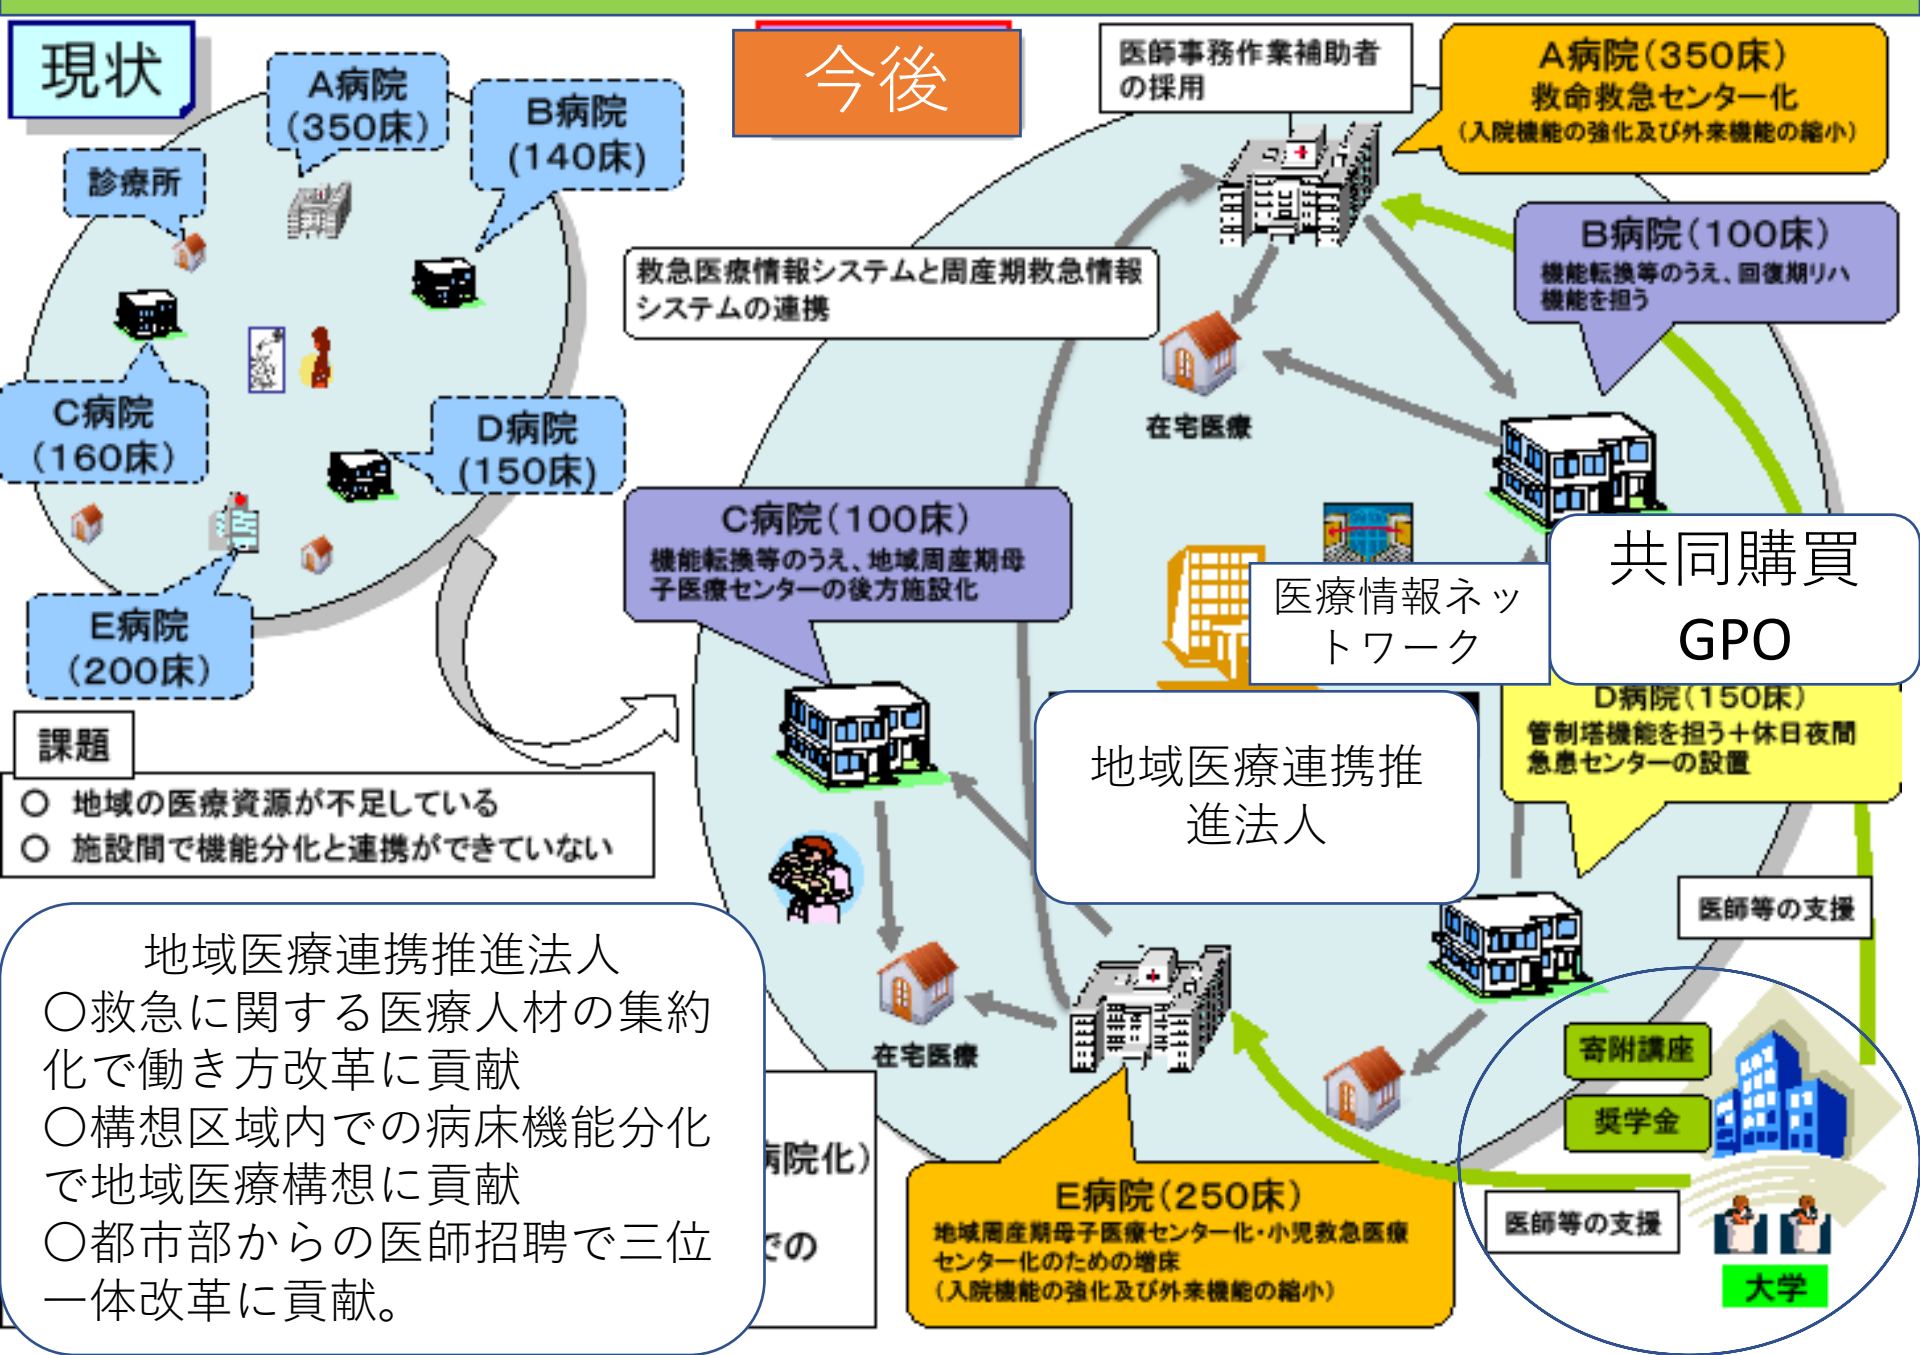 現状
A病院
(350床)
B病院
(140床)
診療所
C病院
(160床)
D病院
(150床)
E病院
(200床)
課題
○ 地域の医療資源が不足している
○ 施設間で機能分化と連携ができていない
地域医療連携推進法人
〇救急に関する医療人材の集約
化で働き方改革に貢献
〇構想区域内での病床機能分化
で地域医療構想に貢献
〇都市部からの医師招聘で三位
一体改革に貢献。
病院化)
での
今後
医師事務作業補助者
の採用
A病院(350床)
救命救急センター化
(入院機能の強化及び外来機能の縮小)
救急医療情報システムと周産期救急情報
システムの連携
B病院(100床)
機能転換等のうえ、回復期リハ
機能を担う
在宅医療
C病院(100床)
機能転換等のうえ、地域周産期母
子医療センターの後方施設化
医療情報ネッ
トワーク
共同購買
GPO
地域医療連携推
進法人
D病院(150床)
管制塔機能を担う+休日夜間
急患センターの設置
医師等の支援
在宅医療
E病院(250床)
地域周産期母子医療センター化・小児救急医療
センター化のための増床
(入院機能の強化及び外来機能の縮小)
寄附講座
奨学金
医師等の支援
大学